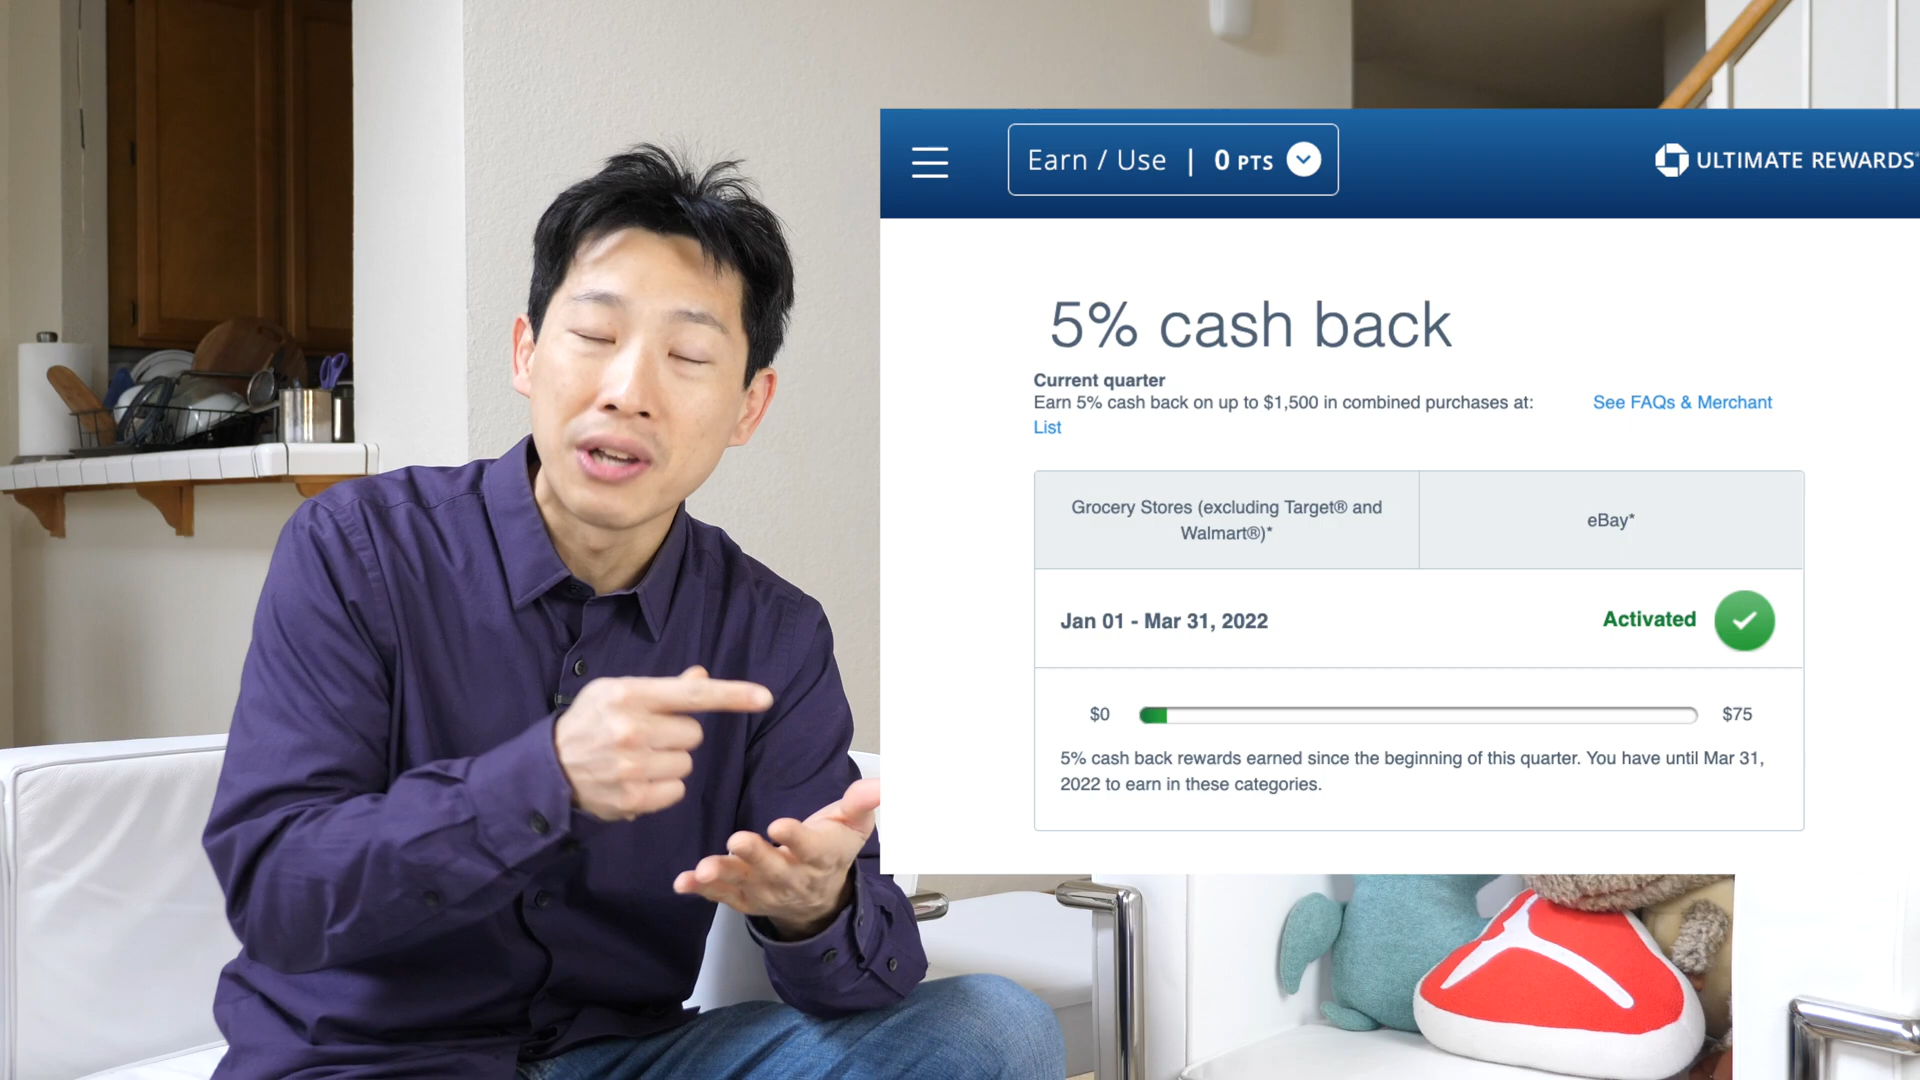 Earn / Use | 0 PTS
ULTIMATE REWARDS®
5% cash back
Current quarter
Earn 5% cash back on up to $1,500 in combined purchases at:
See FAQs & Merchant
List
Grocery Stores (excluding Target® and
Walmart®)*
eBay*
Jan 01 - Mar 31, 2022
Activated
$0
$75
5% cash back rewards earned since the beginning of this quarter. You have until Mar 31,
2022 to earn in these categories.